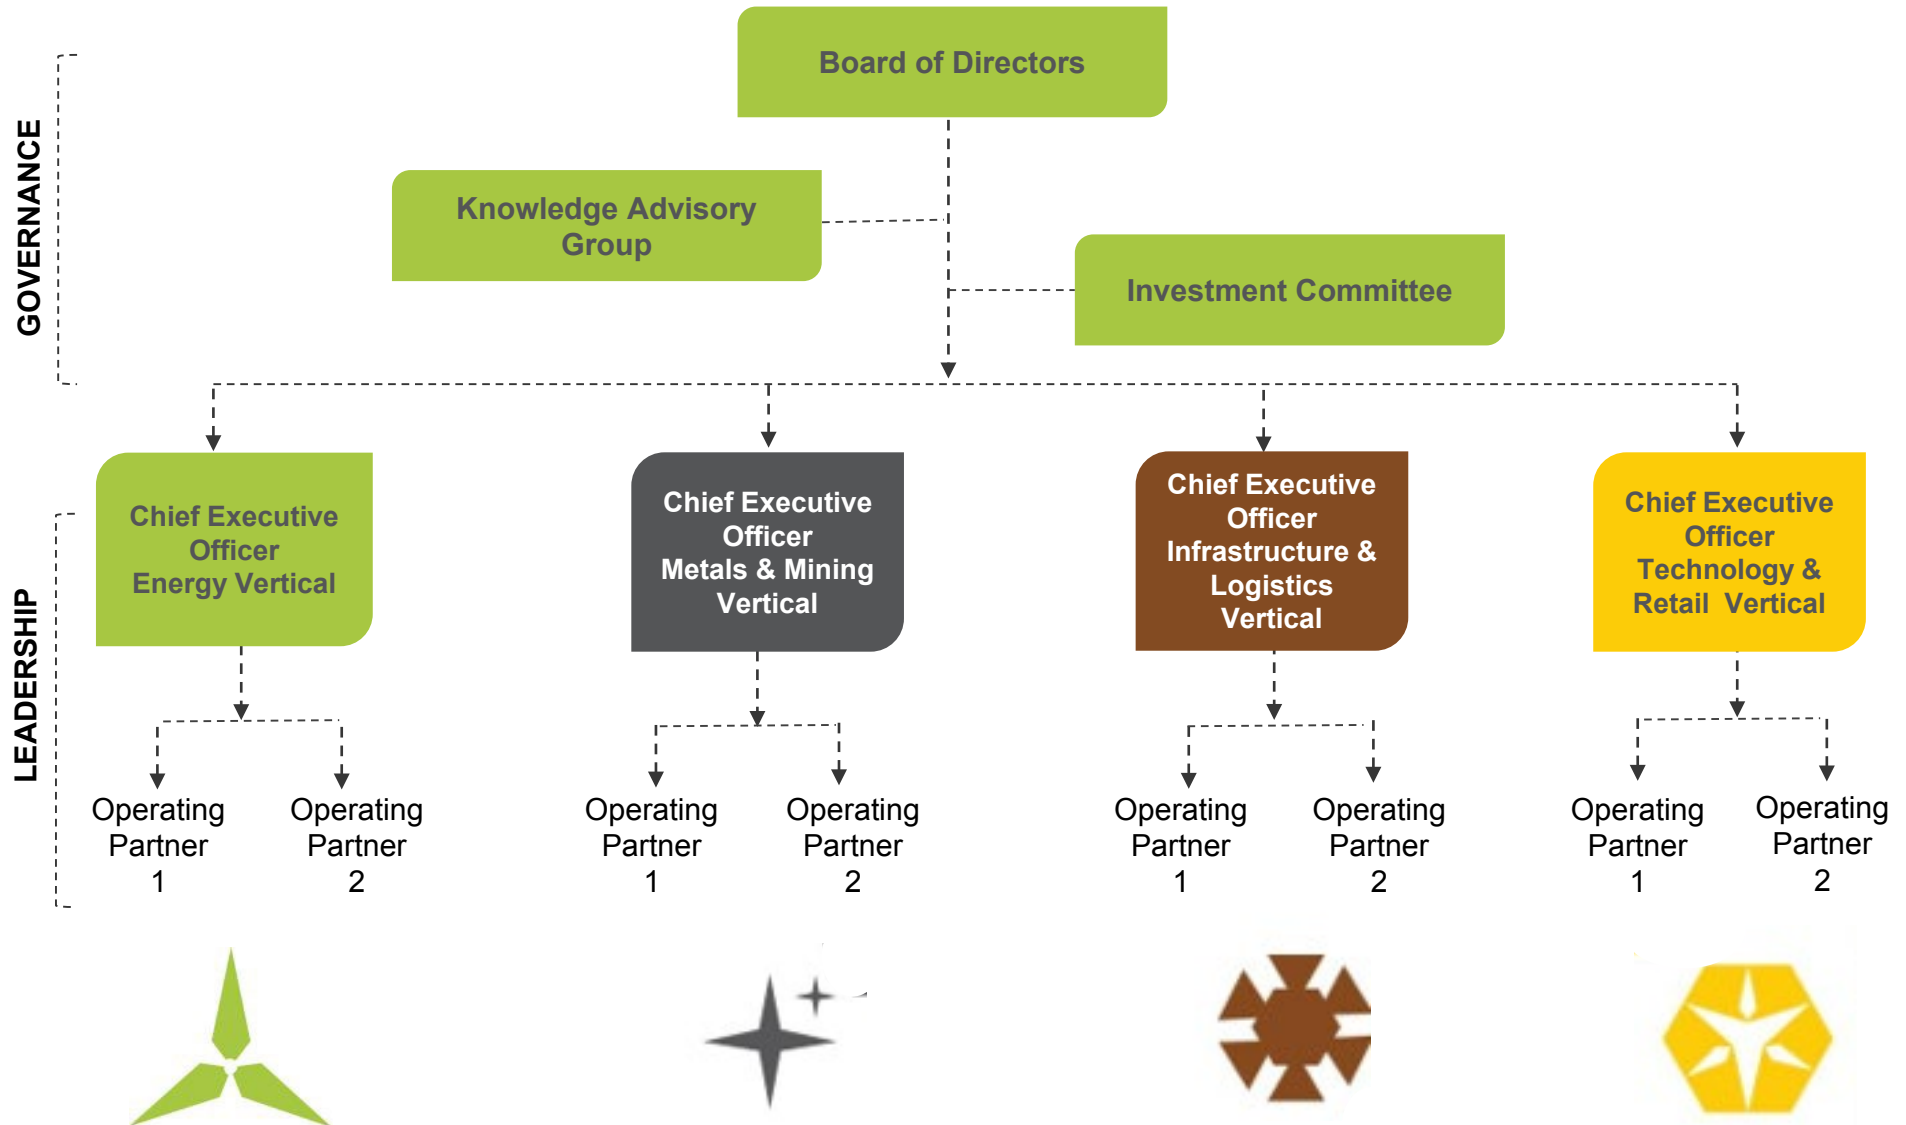 Board of Directors
GOVERNANCE
Knowledge Advisory
Group
Investment Committee
LEADERSHIP
Chief Executive
Officer
Energy Vertical
Chief Executive
Officer
Metals & Mining
Vertical
Chief Executive
Officer
Infrastructure &
Logistics
Vertical
Chief Executive
Officer
Technology &
Retail Vertical
Operating
Partner
1
Operating
Partner
2
Operating
Partner
1
Operating
Partner
2
Operating
Partner
1
Operating
Partner
2
Operating
Partner
1
Operating
Partner
2